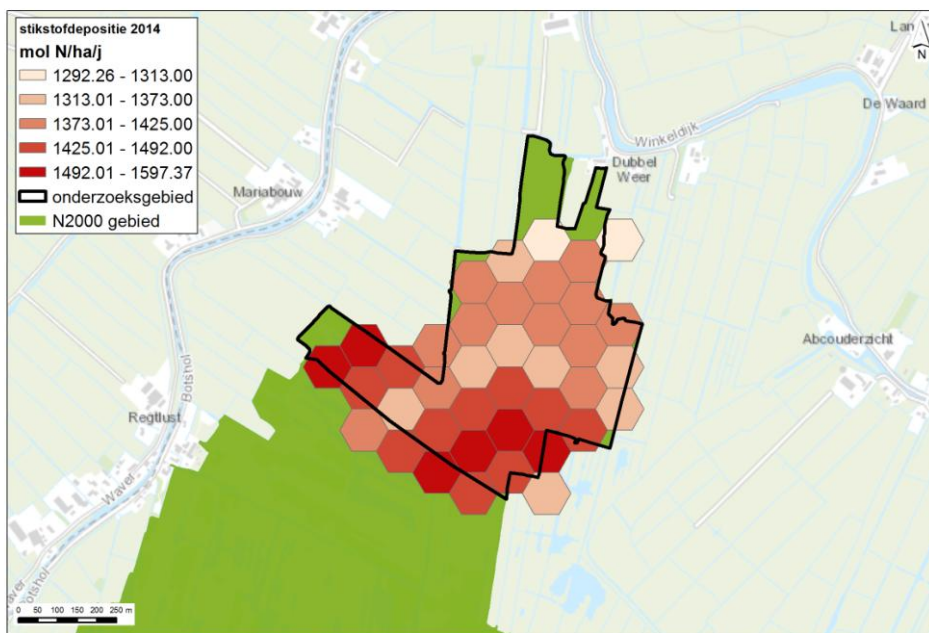 stikstofdepositie 2014
mol N/ha/j
1292.26 - 1313.00
1313.01 - 1373.00
1373.01 - 1425.00
1425.01 - 1492.00
1492.01 - 1597.37
onderzoeksgebied
N2000 gebied
Lan
N
De Waard
Winkeldijk
Dubbel
Weer
Mariabouw
Abcouderzicht
Botshol
Regtlust
Waver
Waver
Botshol
0 50 100 150 200 250 m